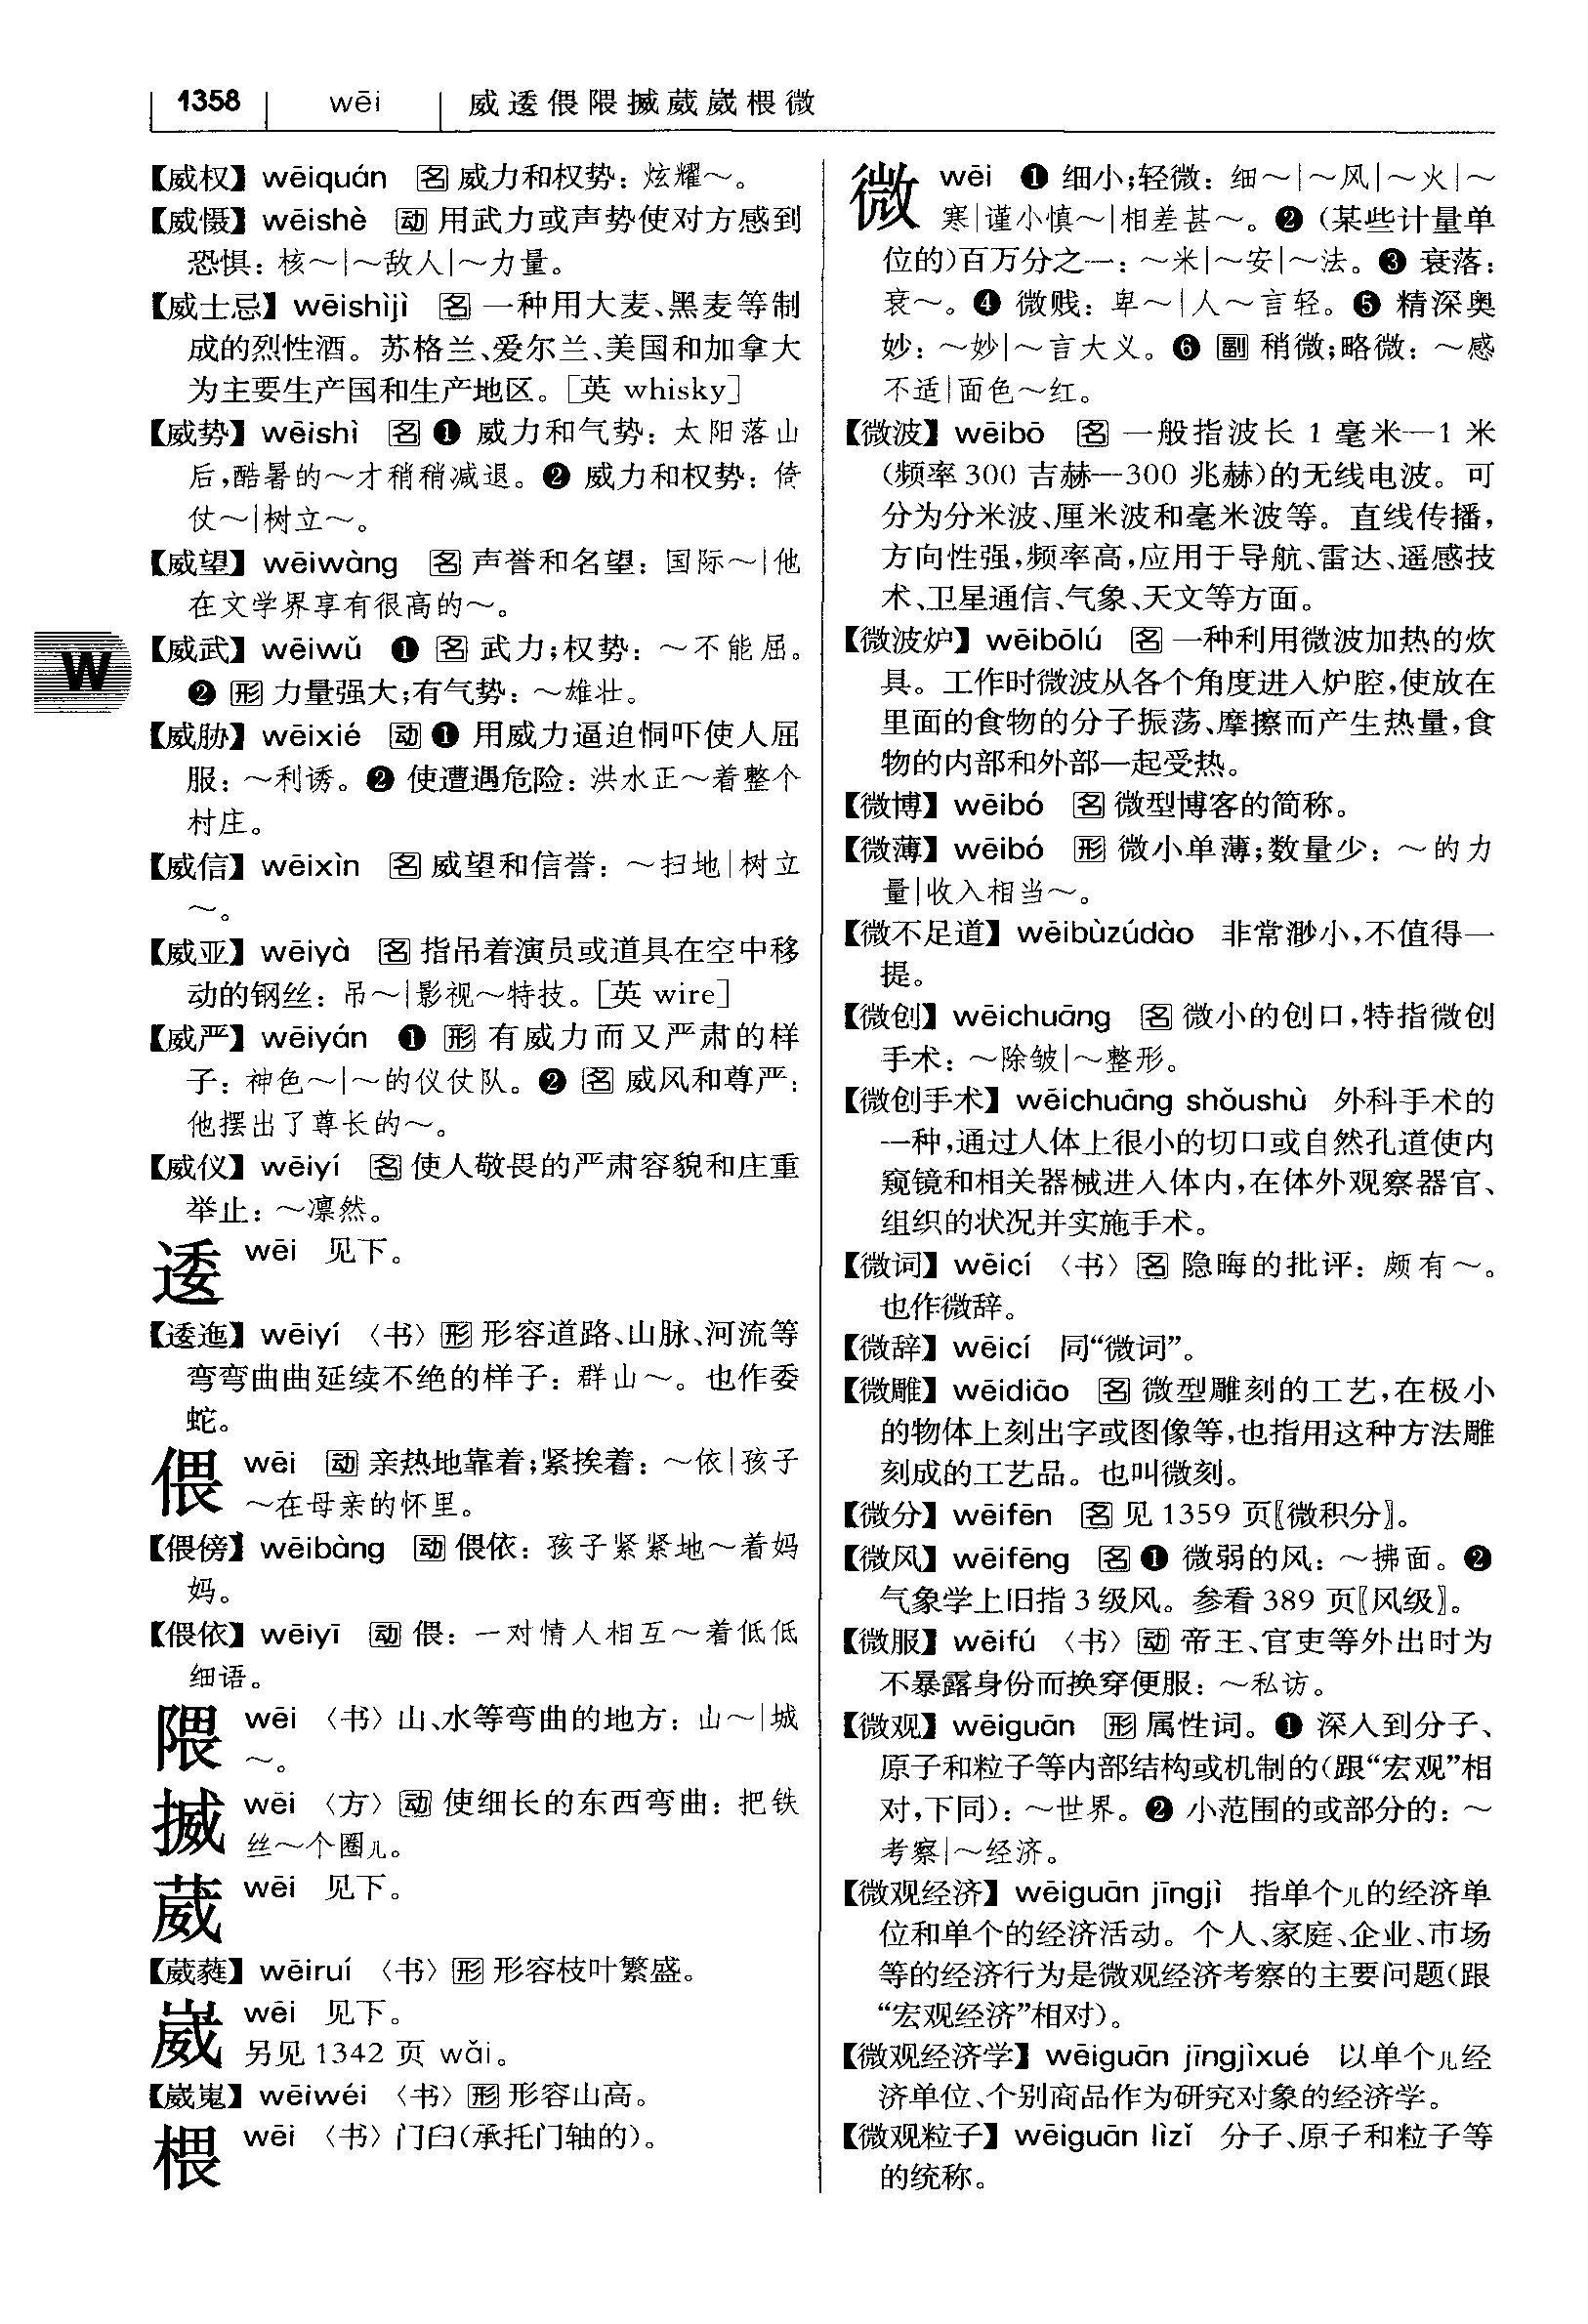 1358 wēi 威逶偎隈揻葳崴椳微
【威权】wēiquán 名 威力和权势：炫耀～。
【威慑】wēishè 动 用武力或声势使对方感到
恐惧：核～|～敌人|～力量。
【威士忌】wēishìjì 名 一种用大麦、黑麦等制
成的烈性酒。苏格兰、爱尔兰、美国和加拿大
为主要生产国和生产地区。[英 whisky]
【威势】wēishì 名 ❶ 威力和气势：太阳落山
后，酷暑的～才稍稍减退。❷ 威力和权势：倚
仗～|树立～。
【威望】wēiwàng 名 声誉和名望：国际～|他
在文学界享有很高的～。
【威武】wēiwǔ ❶ 名 武力；权势：～不能屈。
❷ 形 力量强大；有气势：～雄壮。
【威胁】wēixié 动 ❶ 用威力逼迫恫吓使人屈
服：～利诱。❷ 使遭遇危险：洪水正～着整个
村庄。
【威信】wēixìn 名 威望和信誉：～扫地|树立
～。
【威亚】wēiyà 名 指吊着演员或道具在空中移
动的钢丝：吊～|影视～特技。[英 wire]
【威严】wēiyán ❶ 形 有威力而又严肃的样
子：神色～|～的仪仗队。❷ 名 威风和尊严：
他摆出了尊长的～。
【威仪】wēiyí 名 使人敬畏的严肃容貌和庄重
举止：～凛然。
逶 wēi 见下。
【逶迤】wēiyí 〈书〉形 形容道路、山脉、河流等
弯弯曲曲延续不绝的样子：群山～。也作委
蛇。
偎 wēi 动 亲热地靠着；紧挨着：～依|孩子
～在母亲的怀里。
【偎傍】wēibàng 动 偎依：孩子紧紧地～着妈
妈。
【偎依】wēiyī 动 偎：一对情人相互～着低低
细语。
隈 wēi 〈书〉山、水等弯曲的地方：山～|城
～。
揻 wēi 〈方〉动 使细长的东西弯曲：把铁
丝～个圈儿。
葳 wēi 见下。
【葳蕤】wēiruí 〈书〉形 形容枝叶繁盛。
崴 wēi 见下。
另见1342页 wǎi。
【崴嵬】wēiwéi 〈书〉形 形容山高。
椳 wēi 〈书〉门臼（承托门轴的）。
W
微 wēi ❶ 细小；轻微：细～|～风|～火|～
寒|谨小慎～|相差甚～。❷（某些计量单
位的）百万分之一：～米|～安|～法。❸ 衰落：
衰～。❹ 微贱：卑～|人～言轻。❺ 精深奥
妙：～妙|～言大义。❻ 副 稍微；略微：～感
不适|面色～红。
【微波】wēibō 名 一般指波长 1 毫米—1 米
（频率300 吉赫—300 兆赫）的无线电波。可
分为分米波、厘米波和毫米波等。直线传播，
方向性强，频率高，应用于导航、雷达、遥感技
术、卫星通信、气象、天文等方面。
【微波炉】wēibōlú 名 一种利用微波加热的炊
具。工作时微波从各个角度进入炉腔，使放在
里面的食物的分子振荡、摩擦而产生热量，食
物的内部和外部一起受热。
【微博】wēibó 名 微型博客的简称。
【微薄】wēibó 形 微小单薄；数量少：～的力
量|收入相当～。
【微不足道】wēibùzúdào 非常渺小，不值得一
提。
【微创】wēichuāng 名 微小的创口，特指微创
手术：～除皱|～整形。
【微创手术】wēichuāng shǒushù 外科手术的
一种，通过人体上很小的切口或自然孔道使内
窥镜和相关器械进入体内，在体外观察器官、
组织的状况并实施手术。
【微词】wēicí 〈书〉名 隐晦的批评：颇有～。
也作微辞。
【微辞】wēicí 同“微词”。
【微雕】wēidiāo 名 微型雕刻的工艺，在极小
的物体上刻出字或图像等，也指用这种方法雕
刻成的工艺品。也叫微刻。
【微分】wēifēn 名 见1359页〖微积分〗。
【微风】wēifēng 名 ❶ 微弱的风：～拂面。❷
气象学上旧指3级风。参看389页〖风级〗。
【微服】wēifú 〈书〉动 帝王、官吏等外出时为
不暴露身份而换穿便服：～私访。
【微观】wēiguān 形 属性词。❶ 深入到分子、
原子和粒子等内部结构或机制的（跟“宏观”相
对，下同）：～世界。❷ 小范围的或部分的：～
考察|～经济。
【微观经济】wēiguān jīngjì 指单个儿的经济单
位和单个的经济活动。个人、家庭、企业、市场
等的经济行为是微观经济考察的主要问题（跟
“宏观经济”相对）。
【微观经济学】wēiguān jīngjìxué 以单个儿经
济单位、个别商品作为研究对象的经济学。
【微观粒子】wēiguān lìzǐ 分子、原子和粒子等
的统称。